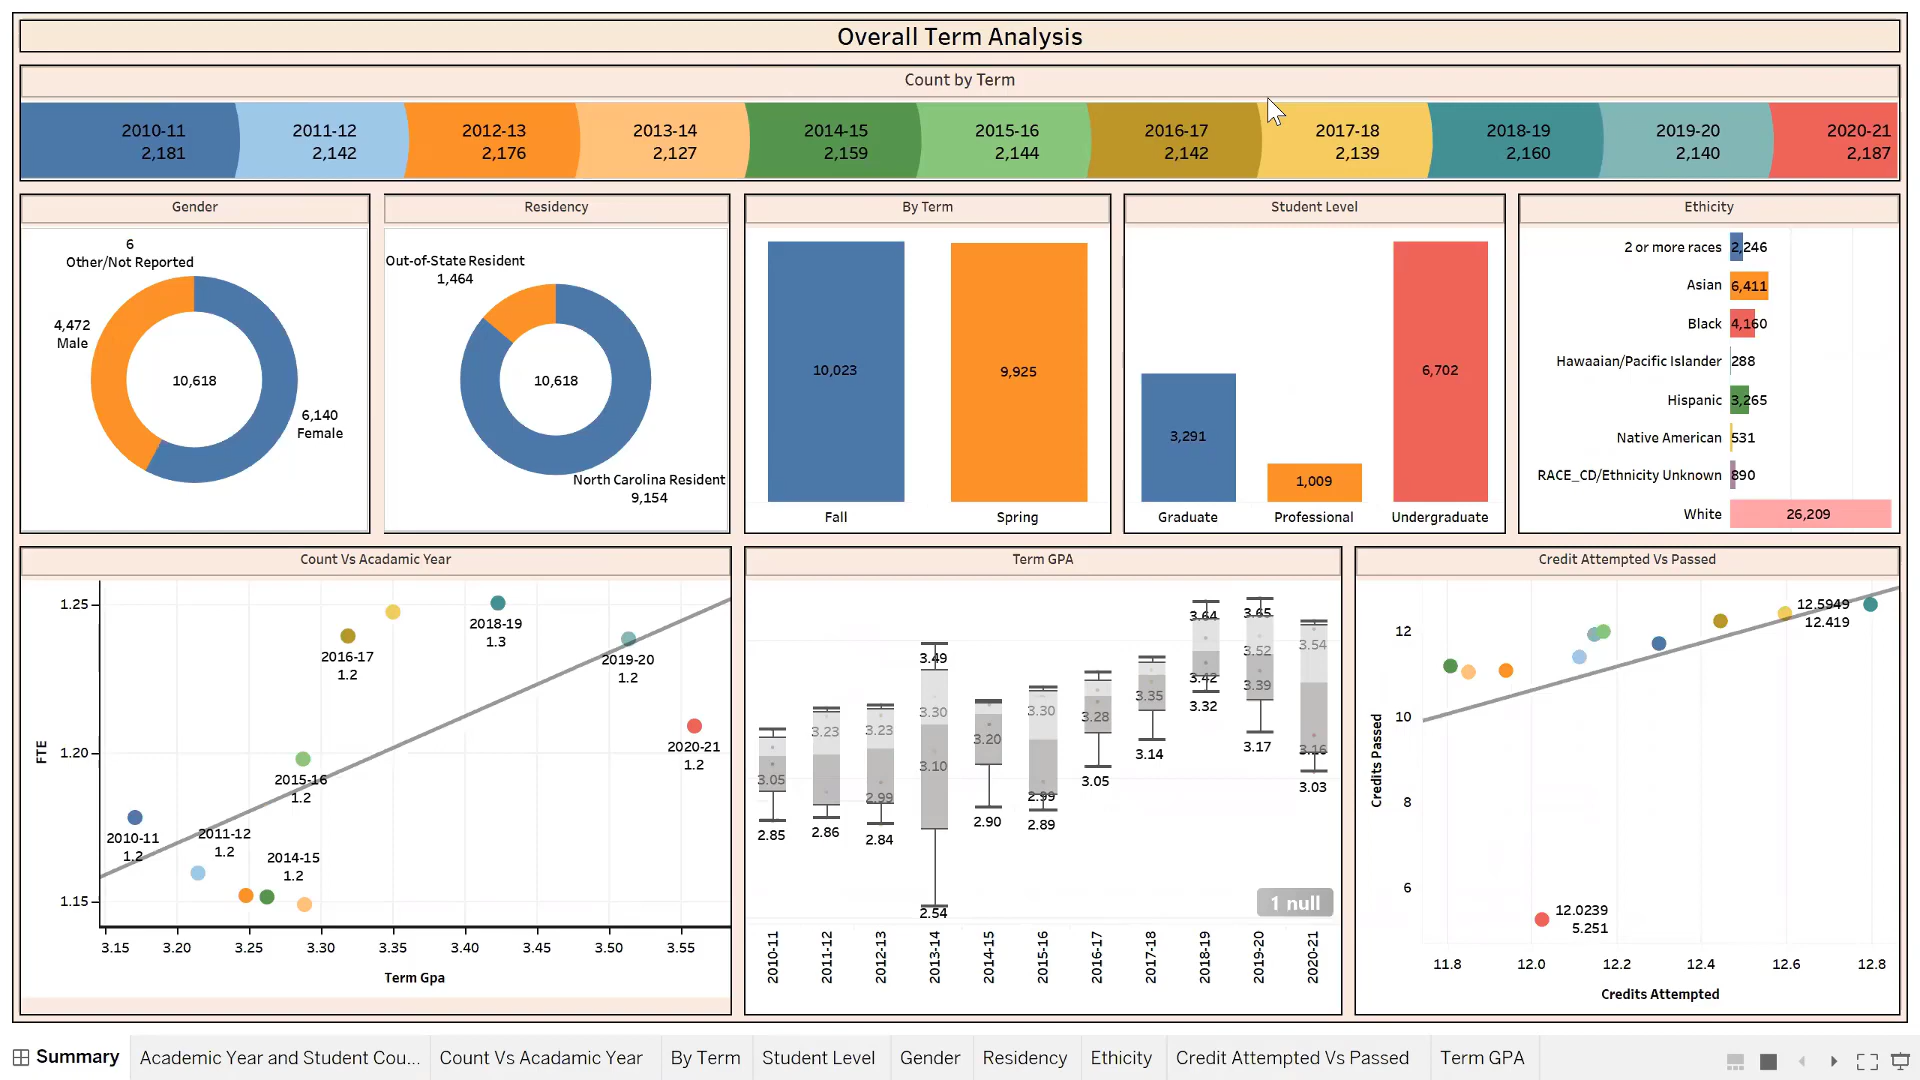 Overall Term Analysis
Count by Term
2010-11
2,181
2011-12
2,142
2012-13
2,176
2013-14
2,127
2014-15
2,159
2015-16
2,144
2016-17
2,142
2017-18
2,139
2018-19
2,160
2019-20
2,140
2020-21
2,187
Gender
6
Other/Not Reported
4,472
Male
10,618
6,140
Female
Residency
Out-of-State Resident
1,464
10,618
North Carolina Resident
9,154
By Term
10,023
9,925
Fall
Spring
Student Level
3,291
1,009
6,702
Graduate
Professional
Undergraduate
Ethicity
2 or more races 2,246
Asian 6,411
Black 4,160
Hawaaian/Pacific Islander 288
Hispanic 3,265
Native American 531
RACE_CD/Ethnicity Unknown 890
White 26,209
Count Vs Acadamic Year
FTE
1.25
1.20
1.15
2010-11
1.2
2011-12
1.2
2014-15
1.2
2015-16
1.2
2016-17
1.2
2018-19
1.3
2019-20
1.2
2020-21
1.2
3.15 3.20 3.25 3.30 3.35 3.40 3.45 3.50 3.55
Term Gpa
Term GPA
3.05
2.85
3.23
2.86
3.23
2.99
2.84
3.49
3.30
3.10
2.54
3.20
2.90
3.30
2.99
2.89
3.28
3.05
3.35
3.14
3.64
3.42
3.32
3.65
3.52
3.39
3.17
3.54
3.16
3.03
1 null
2010-11
2011-12
2012-13
2013-14
2014-15
2015-16
2016-17
2017-18
2018-19
2019-20
2020-21
Credit Attempted Vs Passed
Credits Passed
12
10
8
6
12.5949
12.419
12.0239
5.251
11.8 12.0 12.2 12.4 12.6 12.8
Credits Attempted
Summary
Academic Year and Student Cou...
Count Vs Acadamic Year
By Term
Student Level
Gender
Residency
Ethicity
Credit Attempted Vs Passed
Term GPA